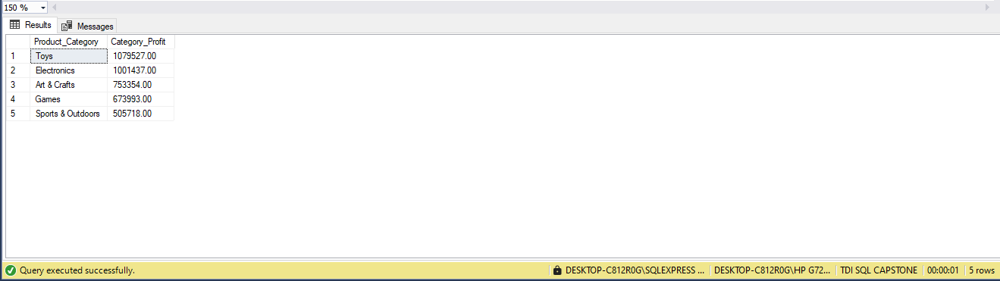 150 %
Results Messages
Product_Category Category_Profit
1 Toys 1079527.00
2 Electronics 1001437.00
3 Art & Crafts 753354.00
4 Games 673993.00
5 Sports & Outdoors 505718.00
Query executed successfully. DESKTOP-C812R0G\SQLEXPRESS ... DESKTOP-C812R0G\HP G72... TDI SQL CAPSTONE 00:00:01 5 rows